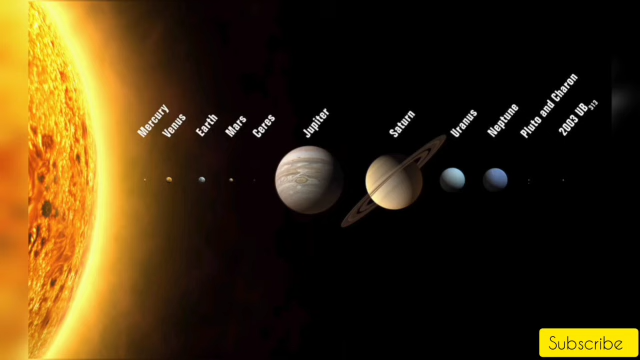 Mercury
Venus
Earth
Mars
Ceres
Jupiter
Saturn
Uranus
Neptune
Pluto and Charon
2003 UB₃₁₃
Subscribe